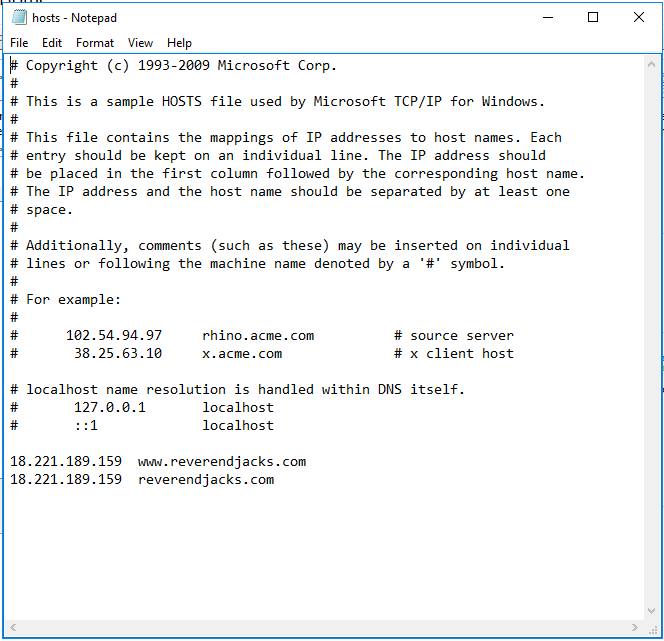 hosts - Notepad
File Edit Format View Help
# Copyright (c) 1993-2009 Microsoft Corp.
#
# This is a sample HOSTS file used by Microsoft TCP/IP for Windows.
#
# This file contains the mappings of IP addresses to host names. Each
# entry should be kept on an individual line. The IP address should
# be placed in the first column followed by the corresponding host name.
# The IP address and the host name should be separated by at least one
# space.
#
# Additionally, comments (such as these) may be inserted on individual
# lines or following the machine name denoted by a '#' symbol.
#
# For example:
#
#      102.54.94.97     rhino.acme.com          # source server
#       38.25.63.10     x.acme.com              # x client host

# localhost name resolution is handled within DNS itself.
#       127.0.0.1       localhost
#       ::1             localhost

18.221.189.159  www.reverendjacks.com
18.221.189.159  reverendjacks.com